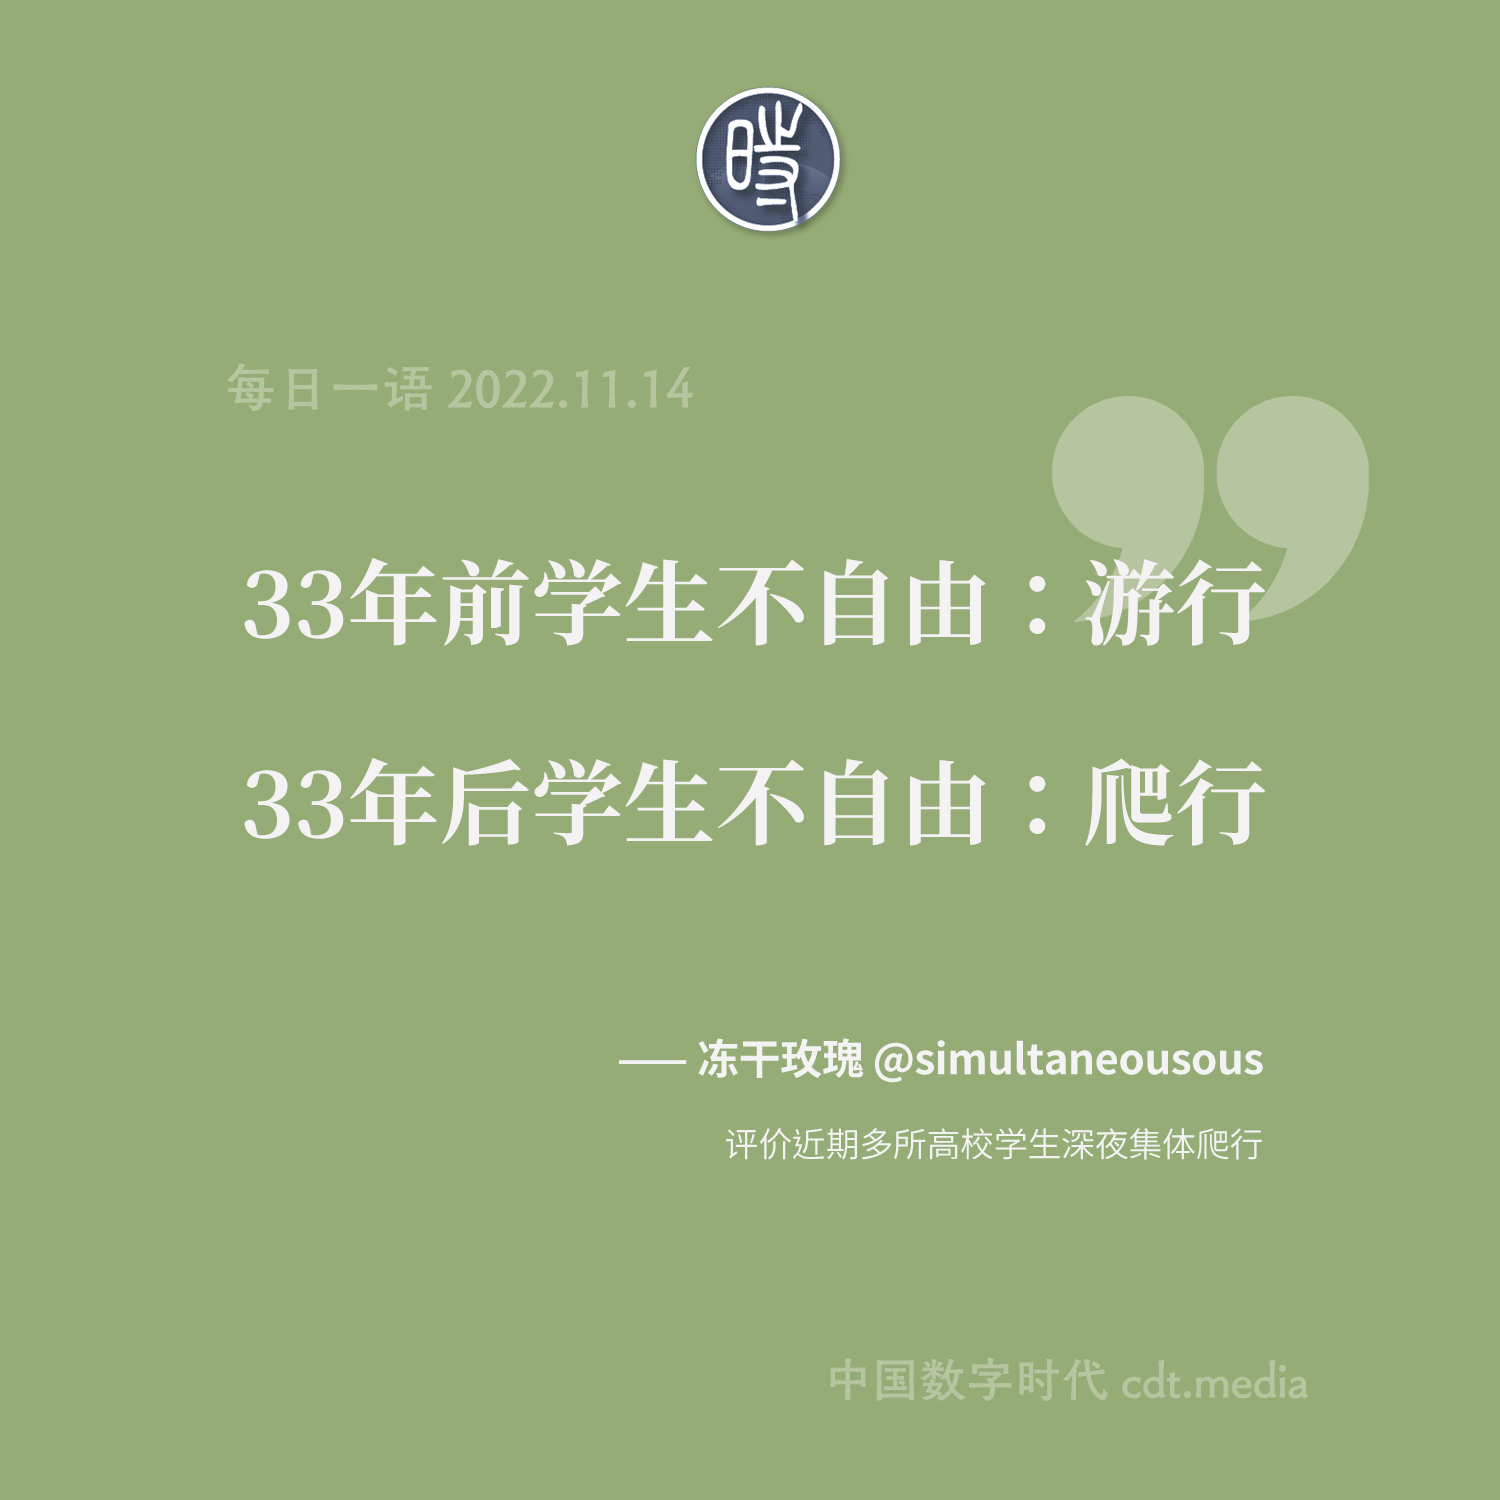 時
每日一语 2022.11.14
33年前学生不自由：游行
33年后学生不自由：爬行
—— 冻干玫瑰 @simultaneousous
评价近期多所高校学生深夜集体爬行
中国数字时代 cdt.media